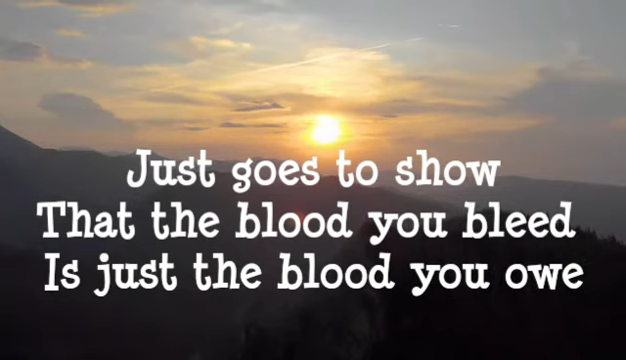 Just goes to show
That the blood you bleed
Is just the blood you owe